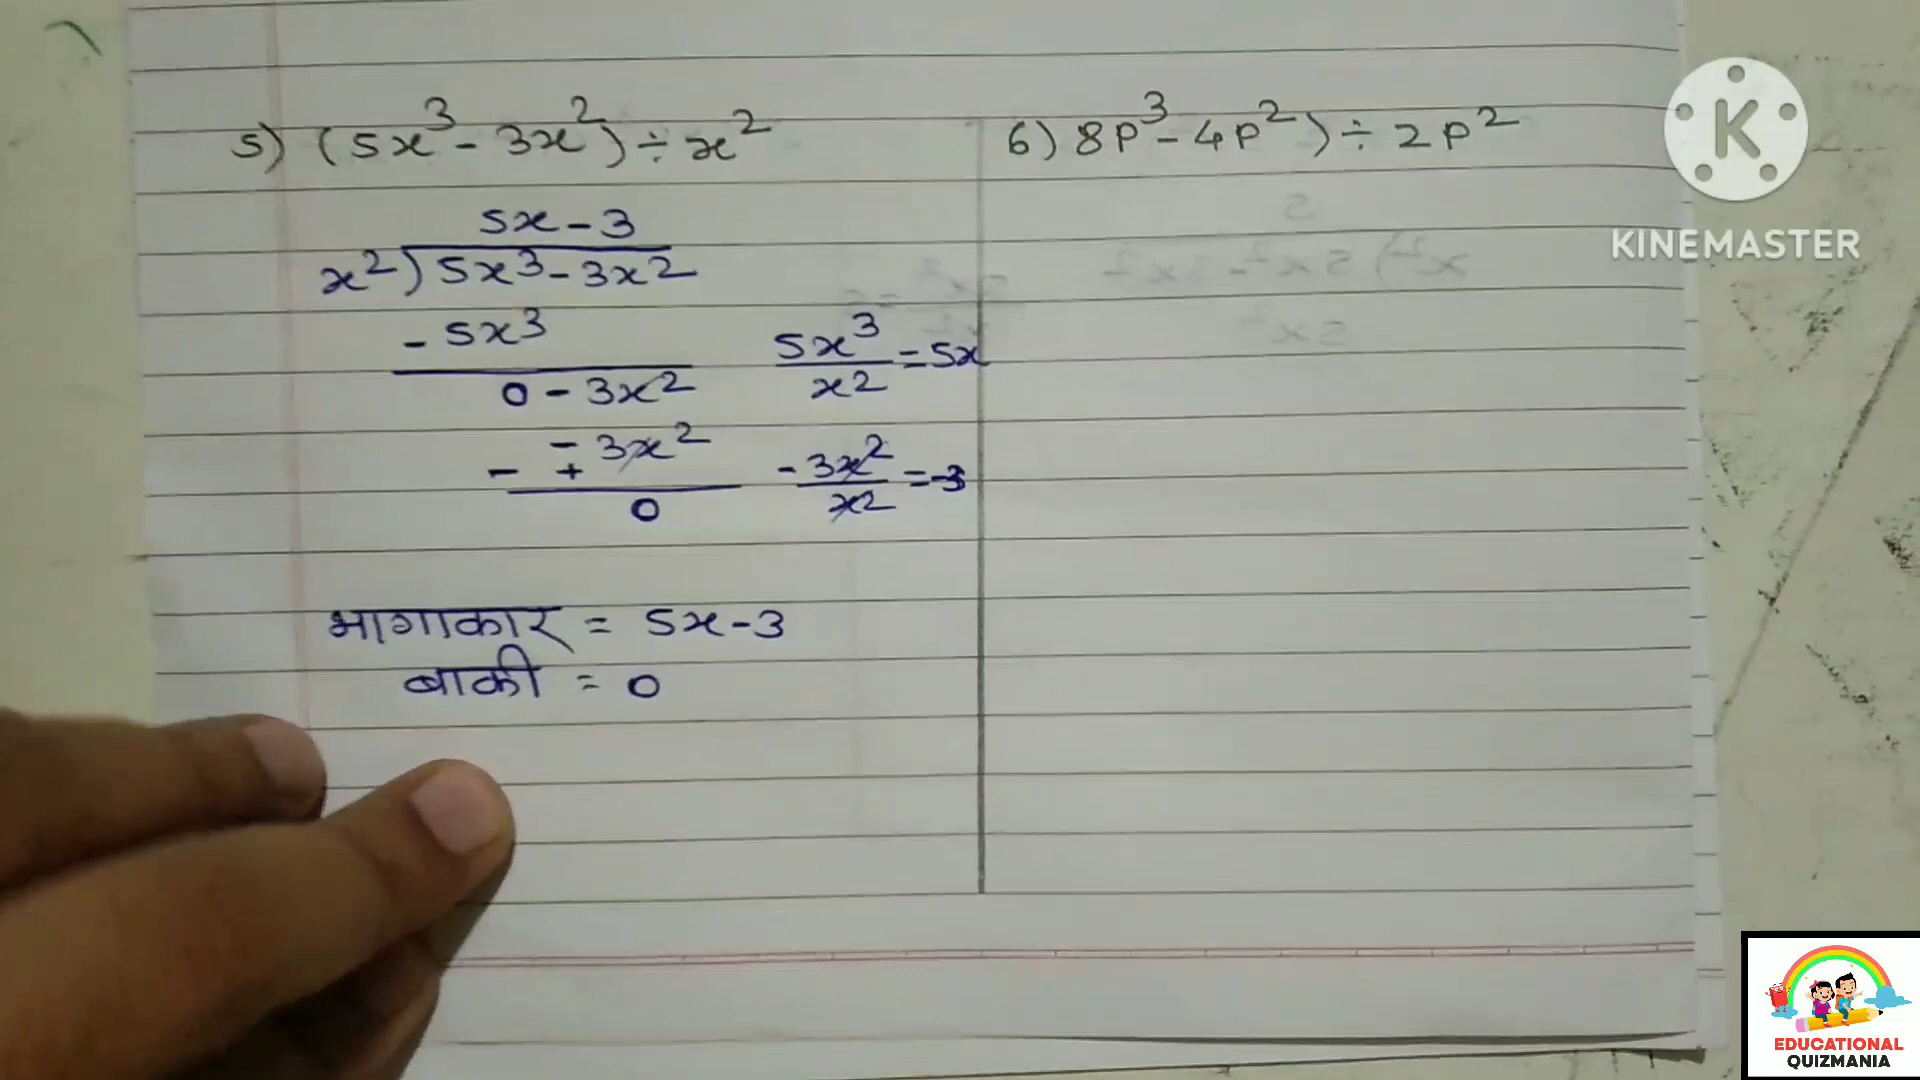 5) (5x³ - 3x²) ÷ x²
5x - 3
x² ) 5x³ - 3x²
- 5x³
0 - 3x²
- 3x²
- +
0
5x³/x² = 5x
-3x²/x² = -3
भागाकार = 5x - 3
बाकी = 0
6) 8p³ - 4p² ) ÷ 2p²
K
KINEMASTER
EDUCATIONAL
QUIZMANIA